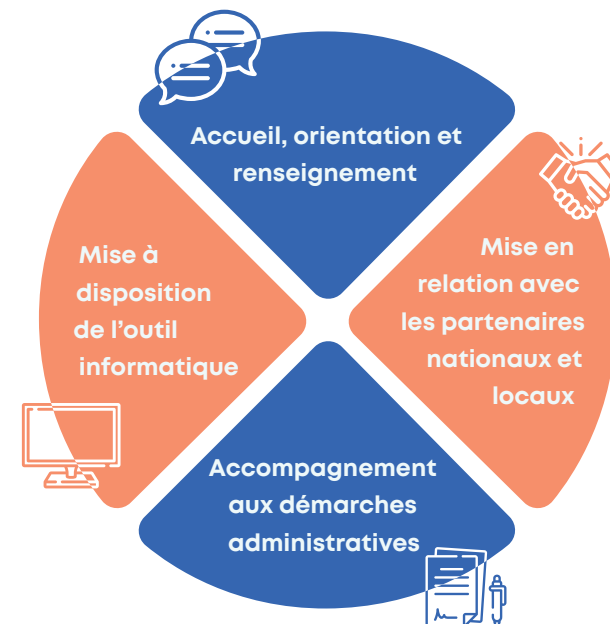 Accueil, orientation et
renseignement
Mise à
disposition
de l’outil
informatique
Mise en
relation avec
les partenaires
nationaux et
locaux
Accompagnement
aux démarches
administratives